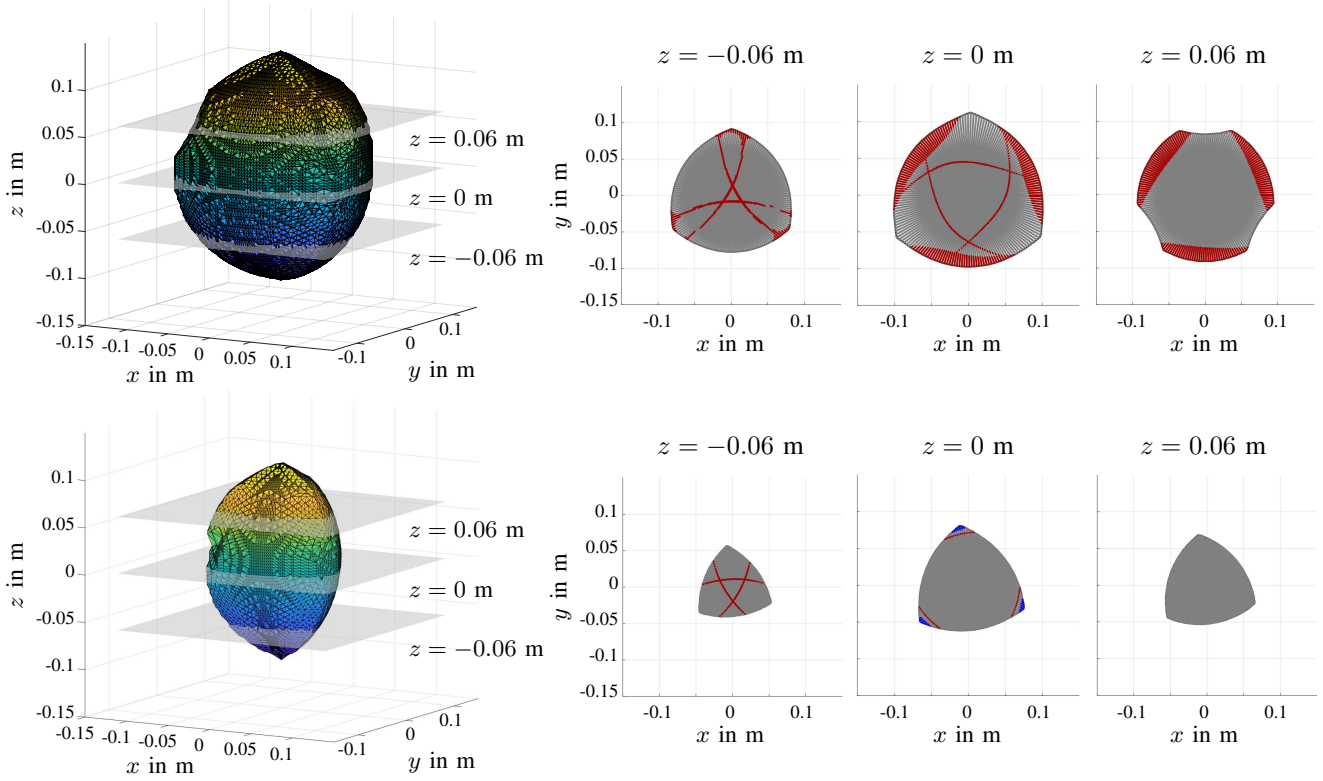 0.1
0.05
0
-0.05
-0.1
-0.15
z in m
-0.15
-0.1
-0.05
0
0.05
0.1
x in m
-0.1
0
0.1
y in m
z = 0.06 m
z = 0 m
z = −0.06 m
z = −0.06 m
0.1
0.05
0
-0.05
-0.1
-0.15
y in m
-0.1
0
0.1
x in m
z = 0 m
-0.1
0
0.1
x in m
z = 0.06 m
-0.1
0
0.1
x in m
0.1
0.05
0
-0.05
-0.1
-0.15
z in m
-0.15
-0.1
-0.05
0
0.05
0.1
x in m
-0.1
0
0.1
y in m
z = 0.06 m
z = 0 m
z = −0.06 m
z = −0.06 m
0.1
0.05
0
-0.05
-0.1
-0.15
y in m
-0.1
0
0.1
x in m
z = 0 m
-0.1
0
0.1
x in m
z = 0.06 m
-0.1
0
0.1
x in m